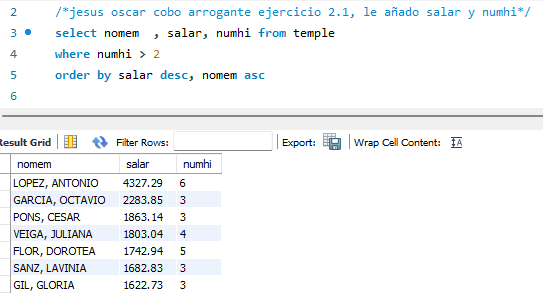 2 /*jesus oscar cobo arrogante ejercicio 2.1, le añado salar y numhi*/
3 select nomem , salar, numhi from temple
4 where numhi > 2
5 order by salar desc, nomem asc
6
Result Grid Filter Rows: Export: Wrap Cell Content: IA
nomem salar numhi
LOPEZ, ANTONIO 4327.29 6
GARCIA, OCTAVIO 2283.85 3
PONS, CESAR 1863.14 3
VEIGA, JULIANA 1803.04 4
FLOR, DOROTEA 1742.94 5
SANZ, LAVINIA 1682.83 3
GIL, GLORIA 1622.73 3